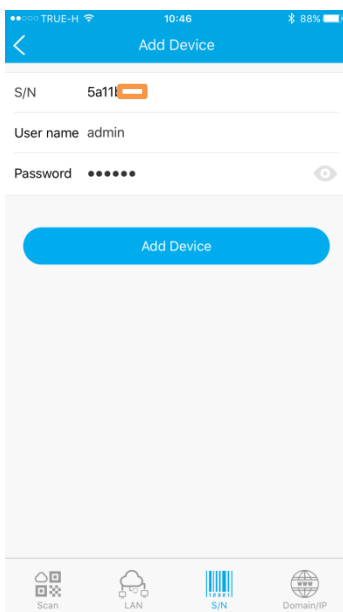 TRUE-H 10:46 88%
Add Device
S/N 5a11
User name admin
Password ●●●●●●
Add Device
Scan LAN S/N Domain/IP